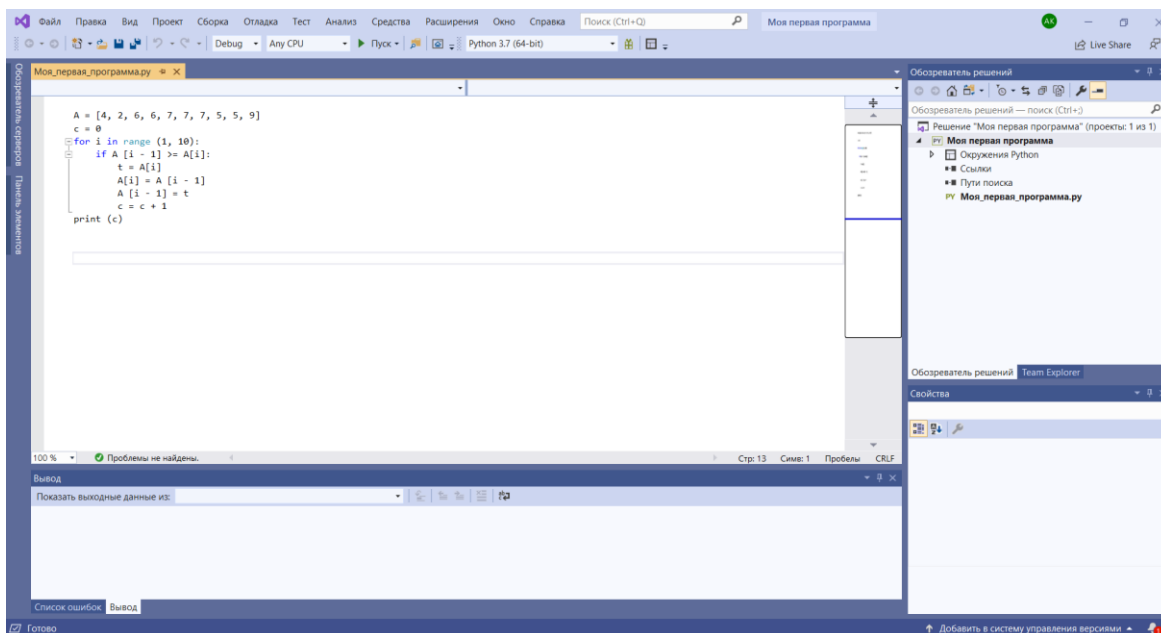 Файл Правка Вид Проект Сборка Отладка Тест Анализ Средства Расширения Окно Справка Поиск (Ctrl+Q) Моя первая программа AK
Debug Any CPU Пуск Python 3.7 (64-bit) Live Share
Обозреватель серверов
Панель элементов
Моя_первая_программа.py
A = [4, 2, 6, 6, 7, 7, 7, 5, 5, 9]
c = 0
for i in range (1, 10):
if A [i - 1] >= A[i]:
t = A[i]
A[i] = A [i - 1]
A [i - 1] = t
c = c + 1
print (c)
100 % Проблемы не найдены. Стр: 13 Симв: 1 Пробелы CRLF
Обозреватель решений
Обозреватель решений — поиск (Ctrl+;)
Решение "Моя первая программа" (проекты: 1 из 1)
PY Моя первая программа
Окружения Python
Ссылки
Пути поиска
PY Моя_первая_программа.py
Обозреватель решений Team Explorer
Свойства
Вывод
Показать выходные данные из:
Список ошибок Вывод
Готово Добавить в систему управления версиями